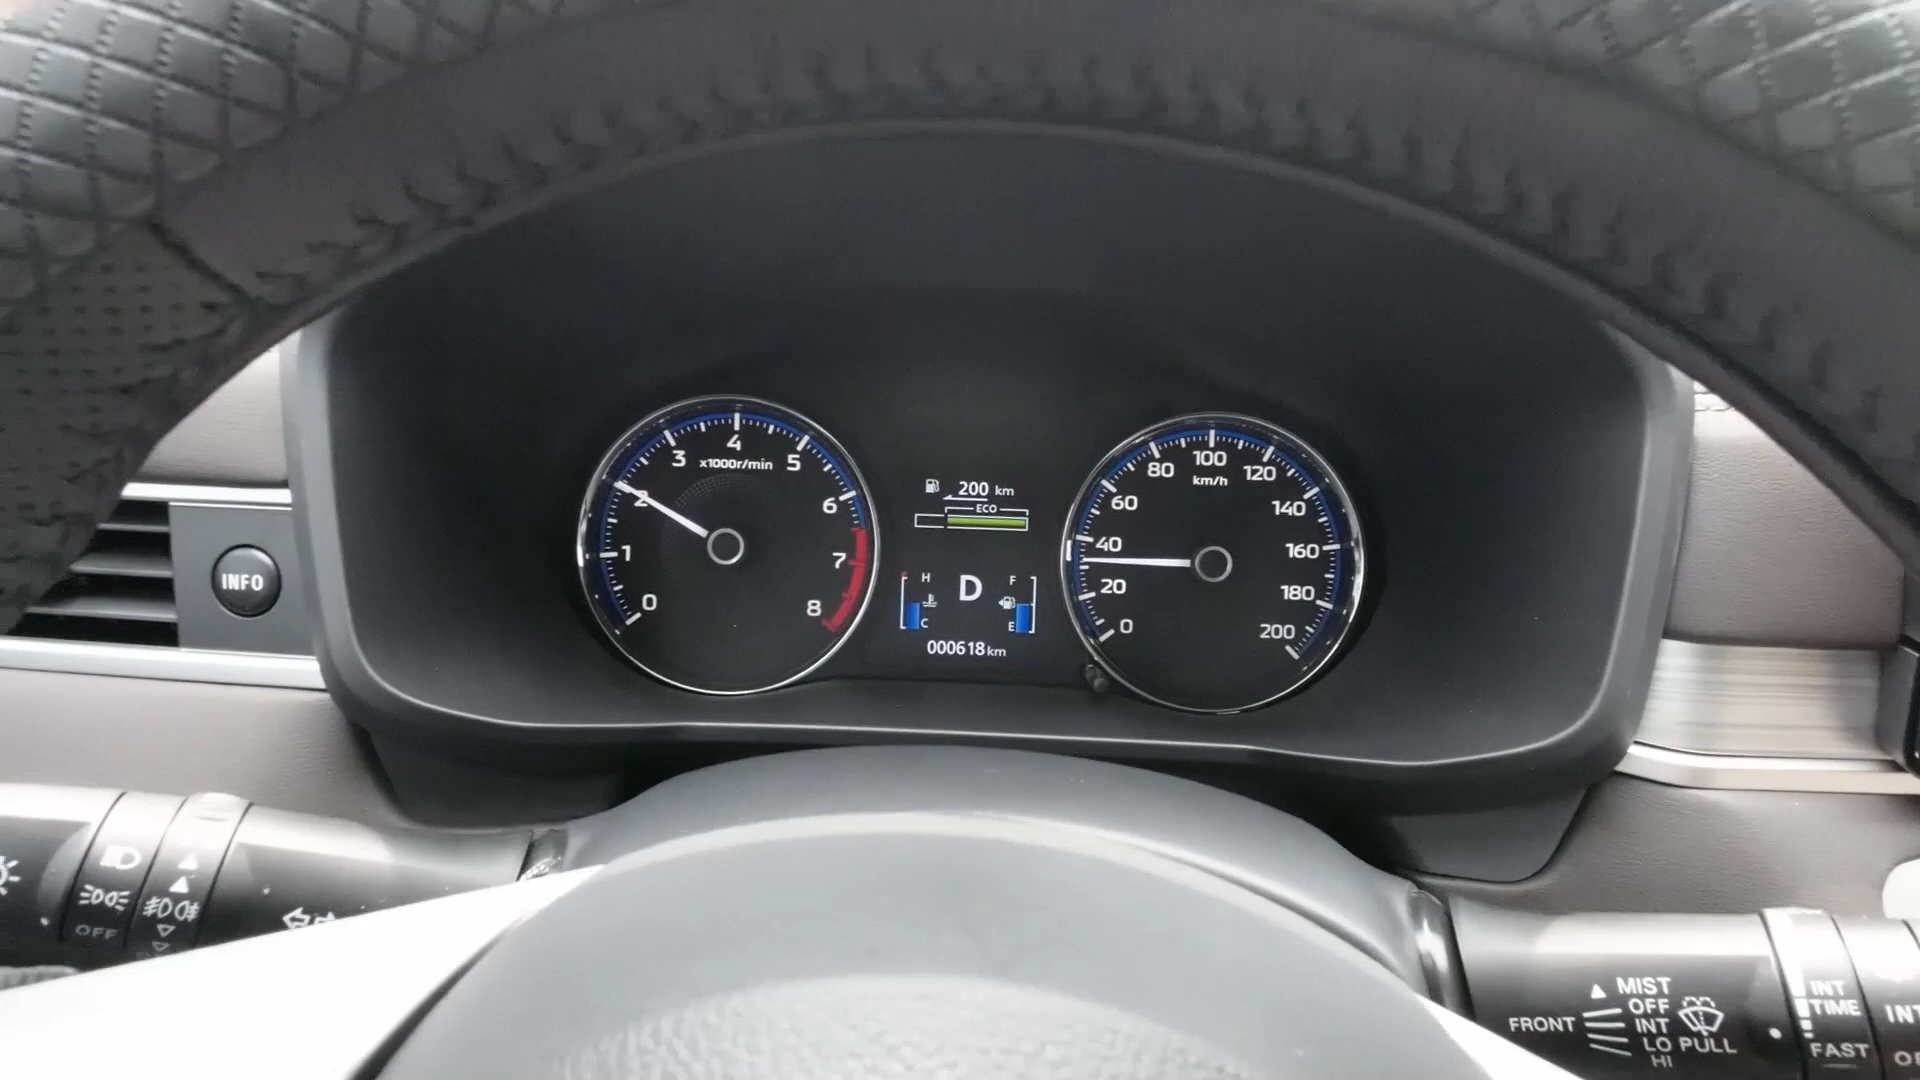 0
1
2
3
4
5
6
7
8
x1000r/min
200 km
ECO
H
C
D
F
E
000618km
0
20
40
60
80
100
120
140
160
180
200
km/h
INFO
OFF
FRONT
MIST
OFF
INT
LO
HI
PULL
INT
TIME
FAST